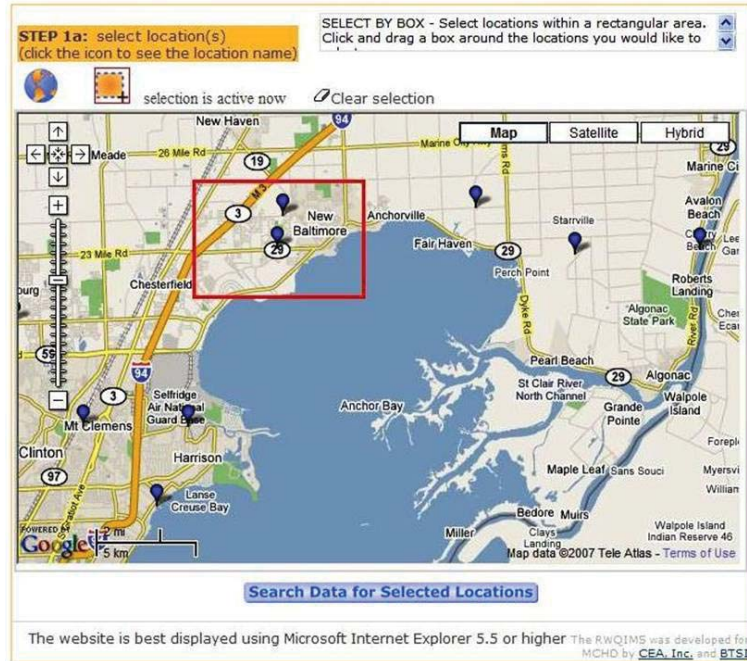 STEP 1a: select location(s)
(click the icon to see the location name)
SELECT BY BOX - Select locations within a rectangular area.
Click and drag a box around the locations you would like to
selection is active now
Clear selection
Map
Satellite
Hybrid
New Haven
94
Meade
26 Mile Rd
Marine City
29
19
M 3
3
New
Baltimore
Anchorville
Starrville
Avalon
Beach
Fair Haven
29
23 Mile Rd
29
Perch Point
Roberts
Landing
Chesterfield
Algonac
State Park
Dyke Rd
River Rd
59
94
Pearl Beach
29
Algonac
St Clair River
North Channel
Selfridge
Air National
Guard Base
3
Mt Clemens
Anchor Bay
Grande
Pointe
Walpole
Island
Clinton
Harrison
97
Maple Leaf
Sans Souci
Lanse
Creuse Bay
Bedore
Muirs
Miller
Clays
Landing
Walpole Island
Indian Reserve 46
POWERED BY
Google
2 mi
5 km
Map data ©2007 Tele Atlas - Terms of Use
Search Data for Selected Locations
The website is best displayed using Microsoft Internet Explorer 5.5 or higher
The RWQIMS was developed for
MCHD by CEA, Inc. and BTSI